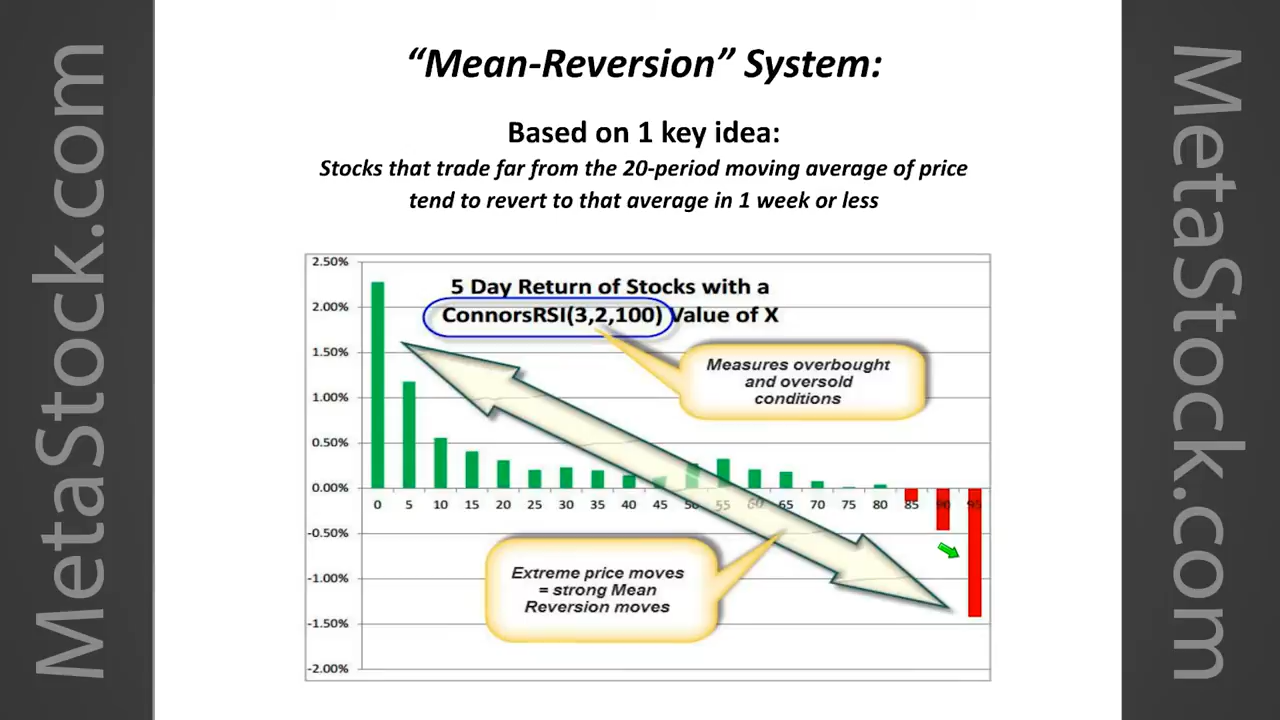 MetaStock.com
“Mean-Reversion” System:
Based on 1 key idea:
Stocks that trade far from the 20-period moving average of price
tend to revert to that average in 1 week or less
5 Day Return of Stocks with a
ConnorsRSI(3,2,100) Value of X
Measures overbought
and oversold
conditions
2.50%
2.00%
1.50%
1.00%
0.50%
0.00%
-0.50%
-1.00%
-1.50%
-2.00%
0 5 10 15 20 25 30 35 40 45 50 55 60 65 70 75 80 85 90 95
Extreme price moves
= strong Mean
Reversion moves
MetaStock.com